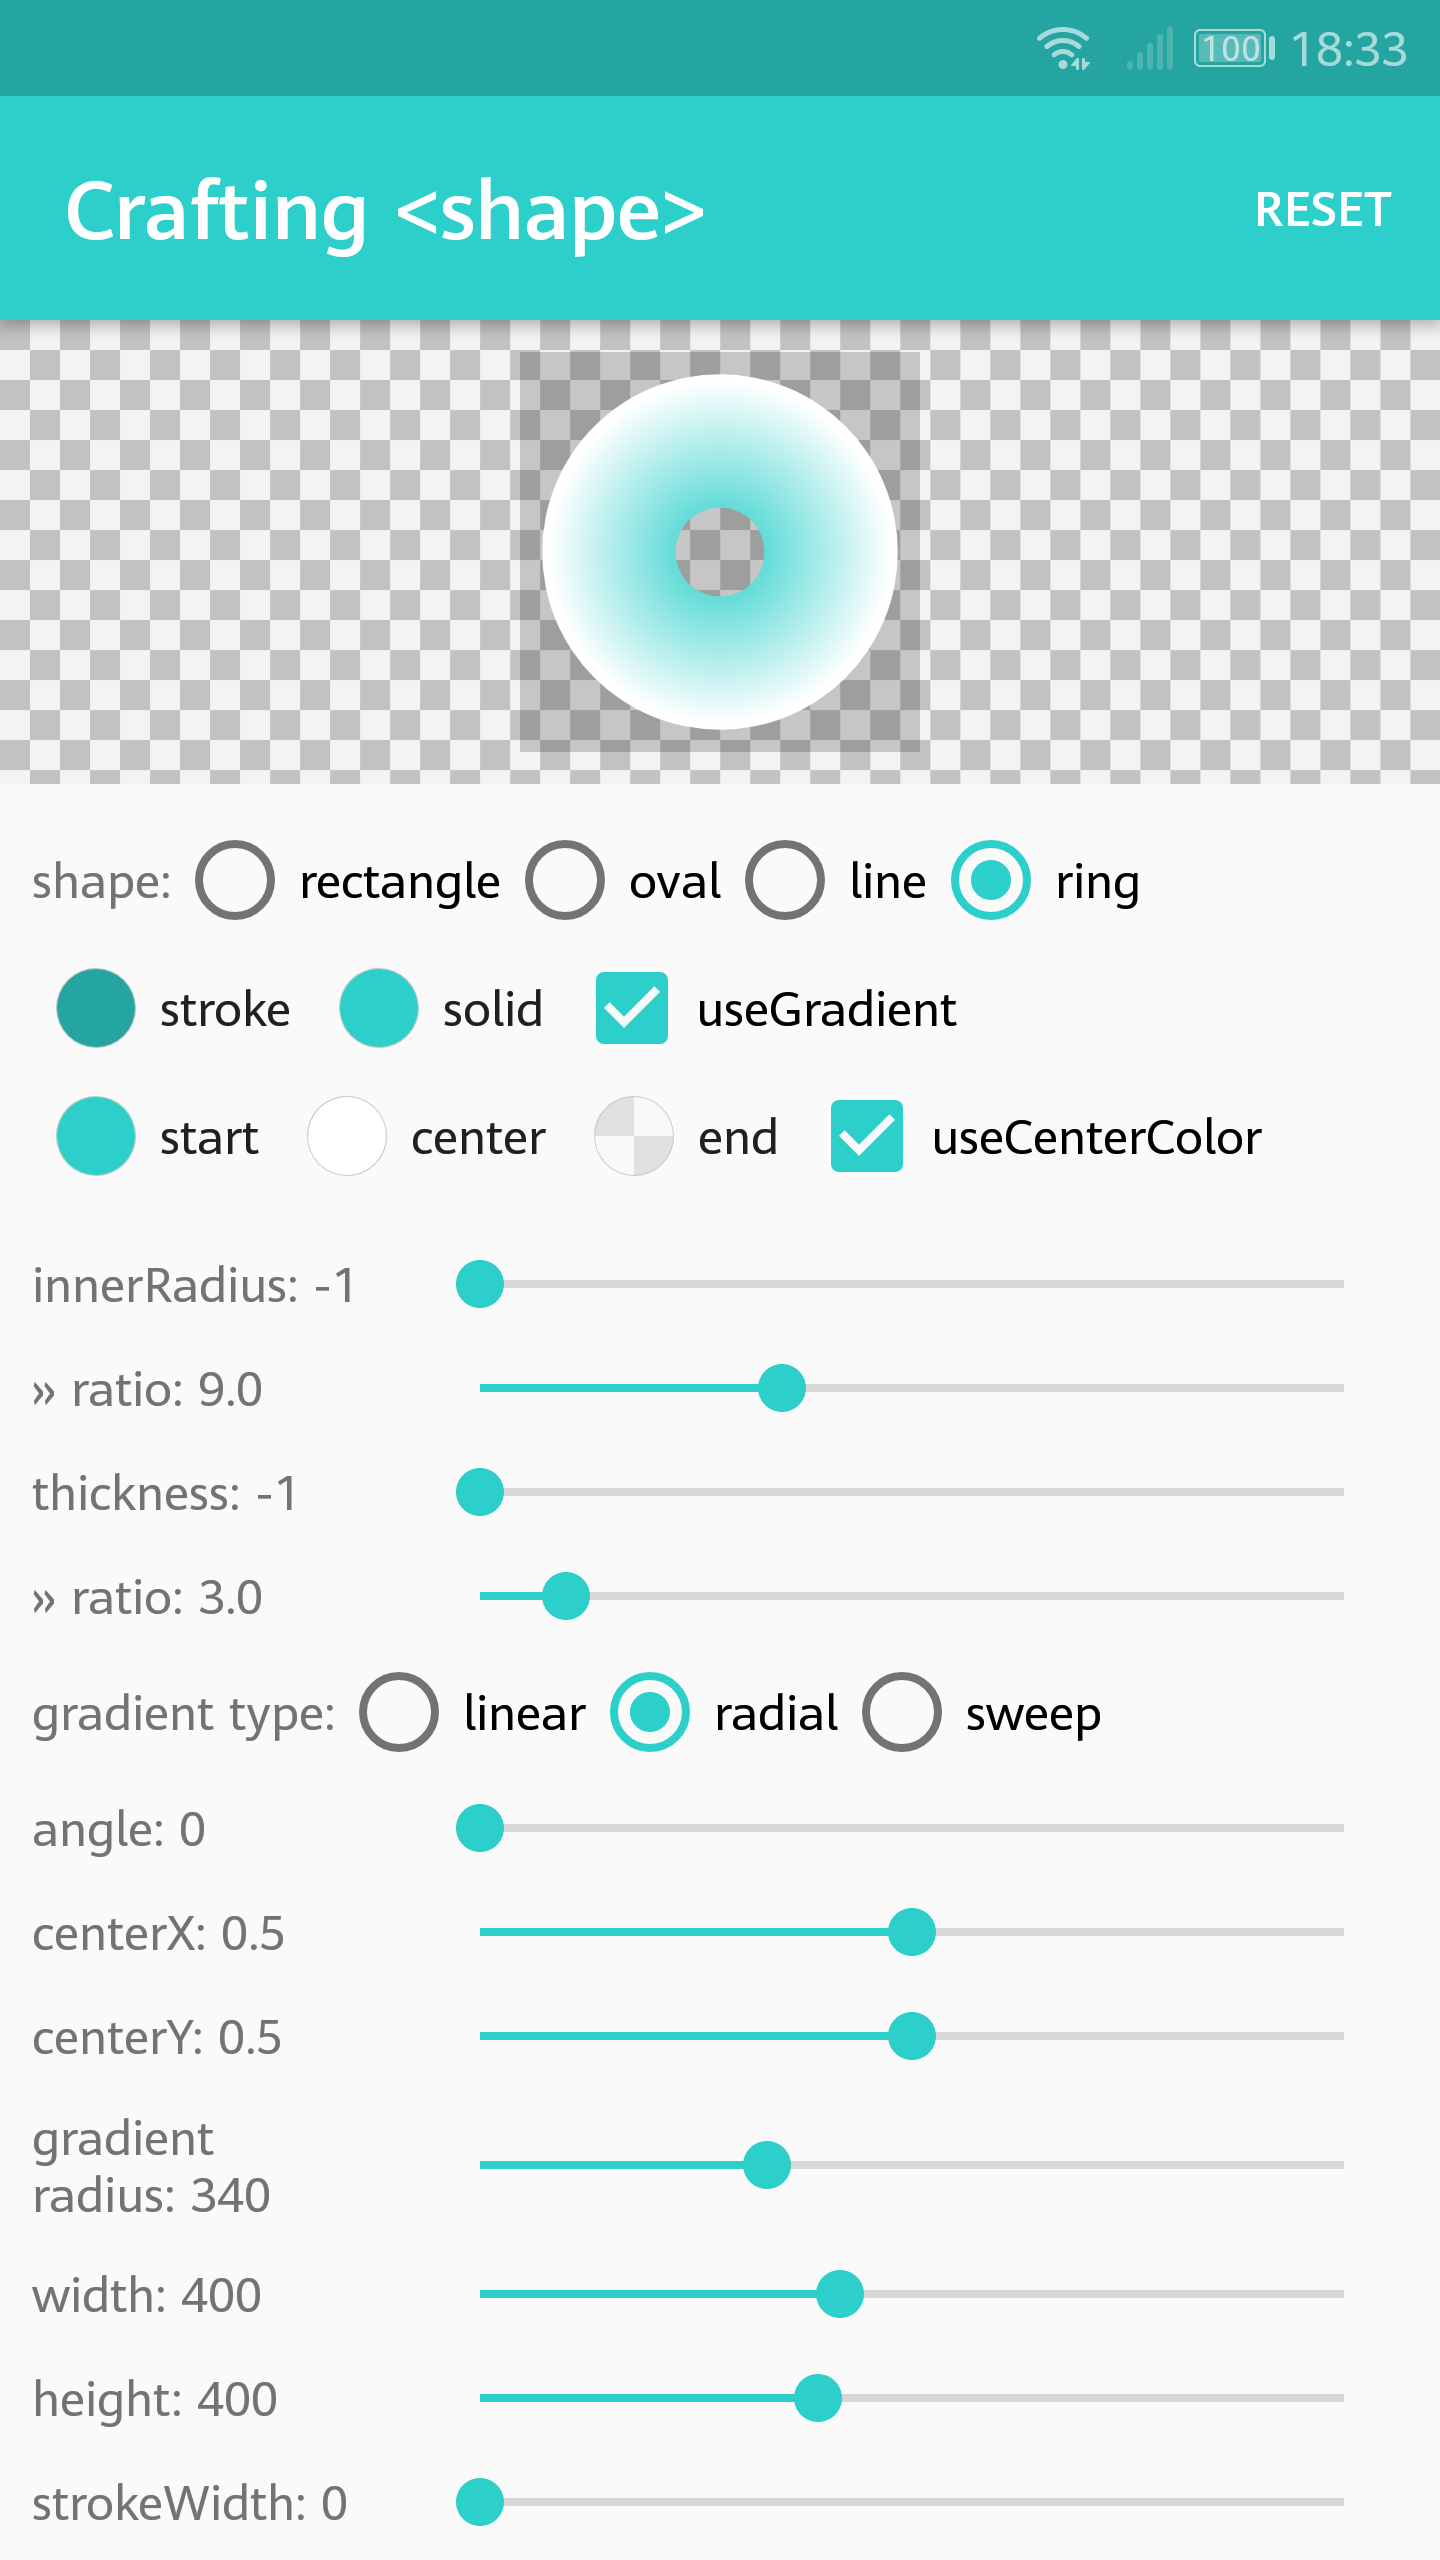 100 18:33
Crafting <shape> RESET
shape: rectangle oval line ring
stroke solid useGradient
start center end useCenterColor
innerRadius: -1
» ratio: 9.0
thickness: -1
» ratio: 3.0
gradient type: linear radial sweep
angle: 0
centerX: 0.5
centerY: 0.5
gradient
radius: 340
width: 400
height: 400
strokeWidth: 0